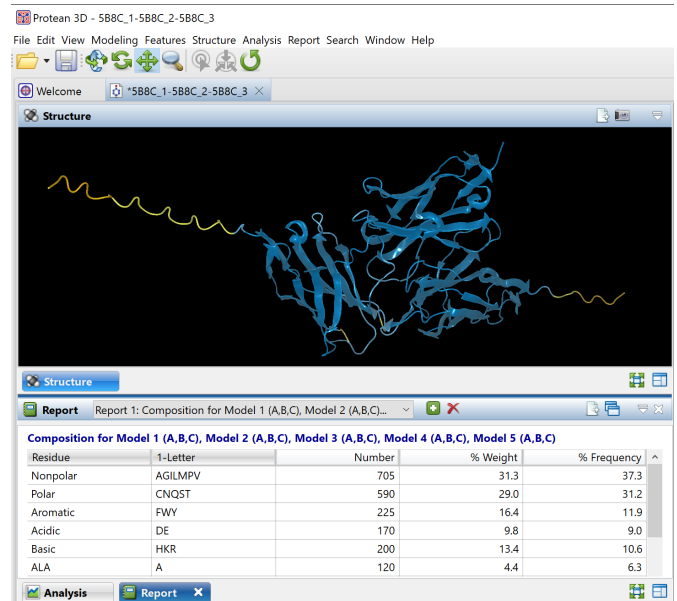 Protean 3D - 5B8C_1-5B8C_2-5B8C_3
File Edit View Modeling Features Structure Analysis Report Search Window Help
Welcome *5B8C_1-5B8C_2-5B8C_3
Structure
Structure
Report Report 1: Composition for Model 1 (A,B,C), Model 2 (A,B,C)...
Composition for Model 1 (A,B,C), Model 2 (A,B,C), Model 3 (A,B,C), Model 4 (A,B,C), Model 5 (A,B,C)
Residue 1-Letter Number % Weight % Frequency
Nonpolar AGILMPV 705 31.3 37.3
Polar CNQST 590 29.0 31.2
Aromatic FWY 225 16.4 11.9
Acidic DE 170 9.8 9.0
Basic HKR 200 13.4 10.6
ALA A 120 4.4 6.3
Analysis Report